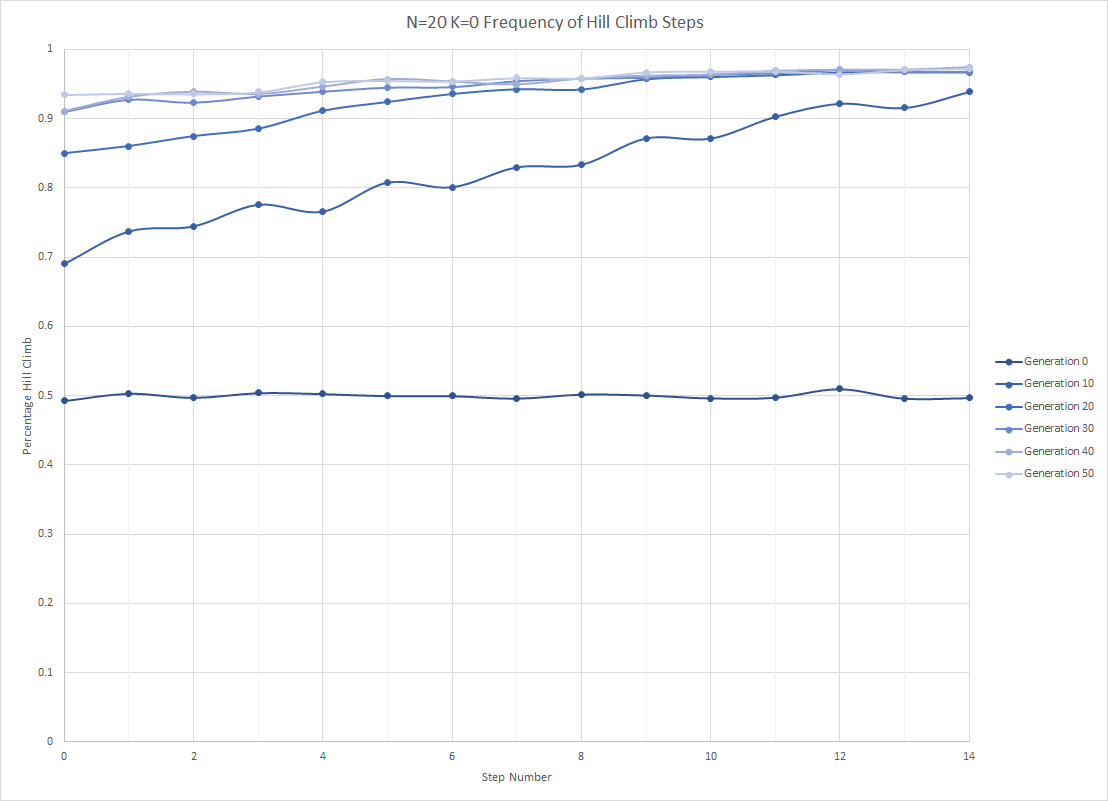 N=20 K=0 Frequency of Hill Climb Steps
1
0.9
0.8
0.7
0.6
0.5
0.4
0.3
0.2
0.1
0
Percentage Hill Climb
0 2 4 6 8 10 12 14
Step Number
Generation 0
Generation 10
Generation 20
Generation 30
Generation 40
Generation 50